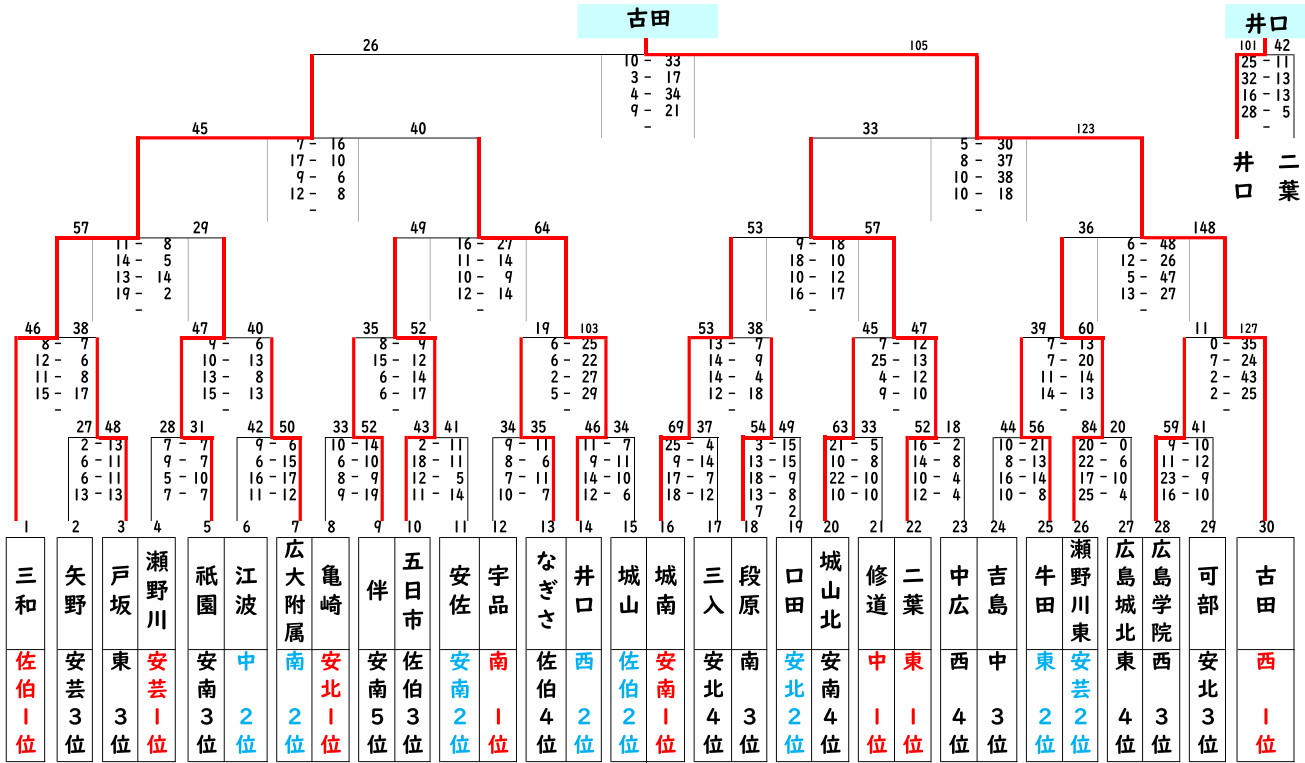 古田
井口
26 105
101 42
10 - 33
3 - 17
4 - 34
9 - 21
-
25 - 11
32 - 13
16 - 13
28 - 5
-
井口 二葉
45 40
7 - 16
17 - 10
9 - 6
12 - 8
-
33 123
5 - 30
8 - 37
10 - 38
10 - 18
-
57 29
11 - 8
14 - 5
13 - 14
19 - 2
-
49 64
16 - 27
11 - 14
10 - 9
12 - 14
-
53 57
9 - 18
18 - 10
10 - 12
16 - 17
-
36 148
6 - 48
12 - 26
5 - 47
13 - 27
-
46 38
8 - 7
12 - 6
11 - 8
15 - 17
-
47 40
9 - 6
10 - 13
13 - 8
15 - 13
-
35 52
8 - 9
15 - 12
6 - 14
6 - 17
-
19 103
6 - 25
6 - 22
2 - 27
5 - 29
-
53 38
13 - 7
14 - 9
14 - 4
12 - 18
-
45 47
7 - 12
25 - 13
4 - 12
9 - 10
-
39 60
7 - 13
7 - 20
11 - 14
14 - 13
-
11 127
0 - 35
7 - 24
2 - 43
2 - 25
-
27 48
2 - 13
6 - 11
6 - 11
13 - 13
28 31
7 - 7
9 - 7
5 - 10
7 - 7
42 50
9 - 6
6 - 15
16 - 17
11 - 12
33 52
10 - 14
6 - 10
8 - 9
9 - 19
43 41
2 - 11
18 - 11
12 - 5
11 - 14
34 35
9 - 11
8 - 6
7 - 11
10 - 7
46 34
11 - 7
9 - 11
14 - 10
12 - 6
69 37
25 - 4
9 - 14
17 - 7
18 - 12
54 49
3 - 15
13 - 15
18 - 9
13 - 8
7 2
63 33
21 - 5
10 - 8
22 - 10
10 - 10
52 18
16 - 2
14 - 8
10 - 4
12 - 4
44 56
10 - 21
8 - 13
16 - 14
10 - 8
84 20
20 - 0
22 - 6
17 - 10
25 - 4
59 41
9 - 10
11 - 12
23 - 9
16 - 10
1 2 3 4 5 6 7 8 9 10 11 12 13 14 15 16 17 18 19 20 21 22 23 24 25 26 27 28 29 30
三和 矢野 戸坂 瀬野川 祇園 江波 広大附属 亀崎 伴 五日市 安佐 宇品 なぎさ 井口 城山 城南 三入 段原 口田 城山北 修道 二葉 中広 吉島 牛田 瀬野川東 広島城北 広島学院 可部 古田
佐伯1位 安芸3位 東3位 安芸1位 安南3位 中2位 南2位 安北1位 安南5位 佐伯3位 安南2位 南1位 佐伯4位 西2位 佐伯2位 安南1位 安北4位 南3位 安北2位 安南4位 中1位 東1位 西4位 中3位 東2位 安芸2位 東4位 西3位 安北3位 西1位